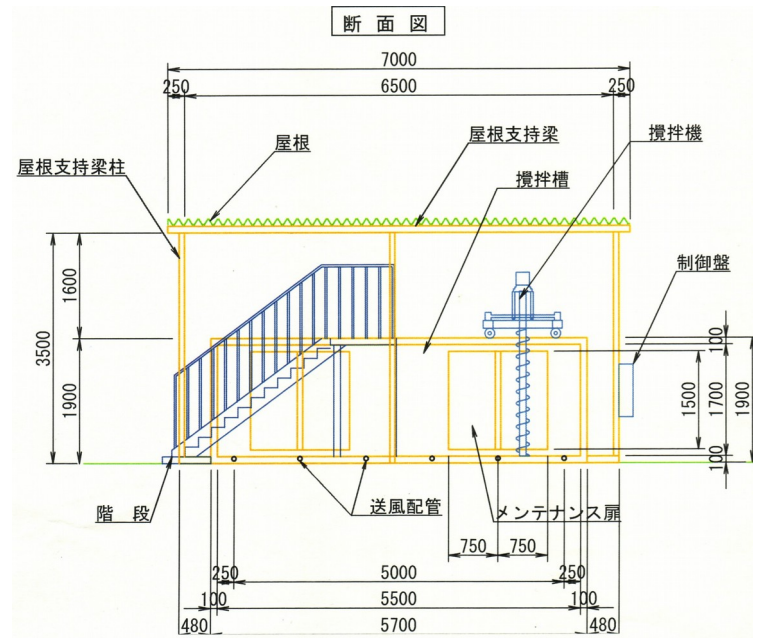 断面図
7000
250
6500
250
屋根
屋根支持梁
攪拌機
屋根支持梁柱
攪拌槽
制御盤
3500
1600
1900
100
1500
1700
1900
100
階 段
送風配管
メンテナンス扉
750
750
250
5000
250
100
5500
100
480
5700
480